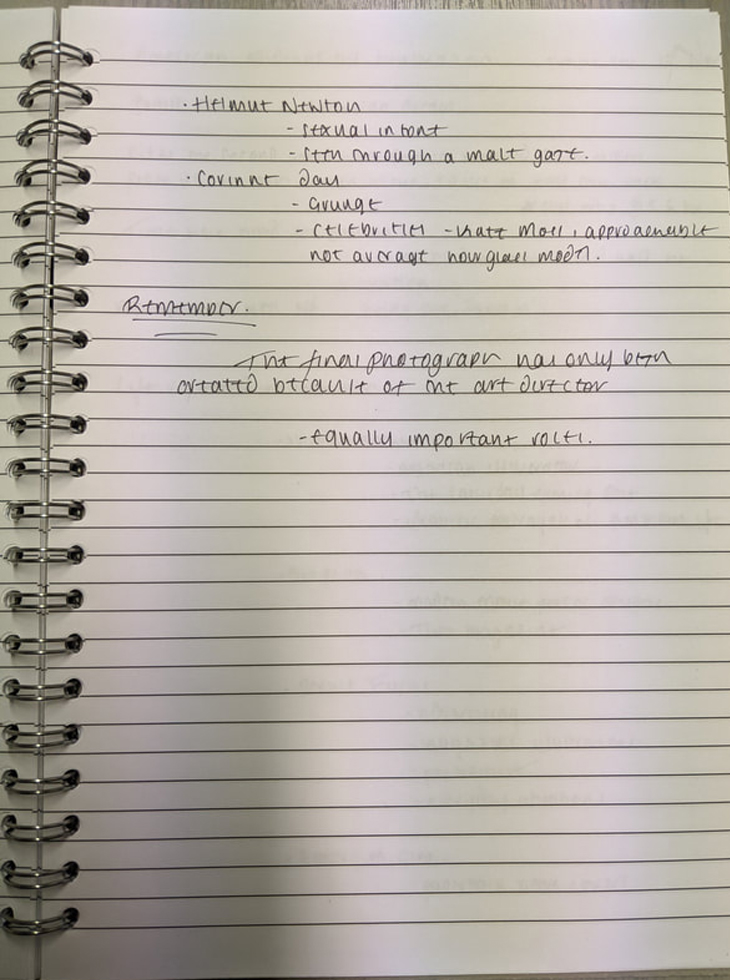 · Helmut Newton
- sexual intent
- seen through a male gaze.
· Corinne Day
- Grunge
- celebrities - Kate Moss, approachable
not average hourglass model.
Remember.
The final photograph has only been
created because of the art director
- equally important roles.